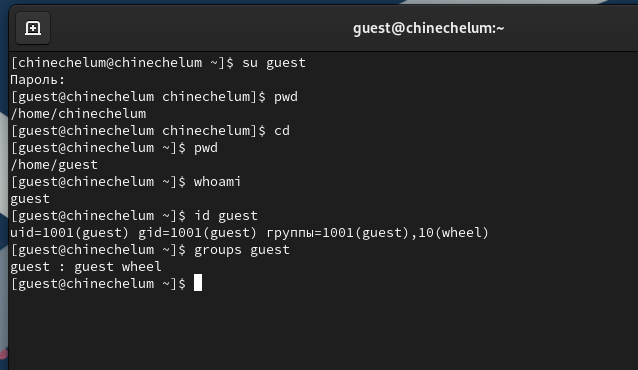 guest@chinechelum:~
[chinechelum@chinechelum ~]$ su guest
Пароль:
[guest@chinechelum chinechelum]$ pwd
/home/chinechelum
[guest@chinechelum chinechelum]$ cd
[guest@chinechelum ~]$ pwd
/home/guest
[guest@chinechelum ~]$ whoami
guest
[guest@chinechelum ~]$ id guest
uid=1001(guest) gid=1001(guest) группы=1001(guest),10(wheel)
[guest@chinechelum ~]$ groups guest
guest : guest wheel
[guest@chinechelum ~]$